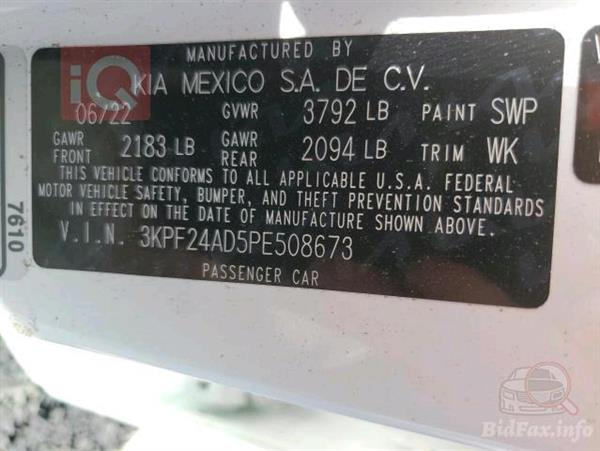 MANUFACTURED BY
KIA MEXICO S.A. DE C.V.
06/22 GVWR 3792 LB PAINT SWP
GAWR FRONT 2183 LB GAWR REAR 2094 LB TRIM WK
THIS VEHICLE CONFORMS TO ALL APPLICABLE U.S.A. FEDERAL
MOTOR VEHICLE SAFETY, BUMPER, AND THEFT PREVENTION STANDARDS
IN EFFECT ON THE DATE OF MANUFACTURE SHOWN ABOVE.
V.I.N. 3KPF24AD5PE508673
PASSENGER CAR
7610
iQ
BidFax.info